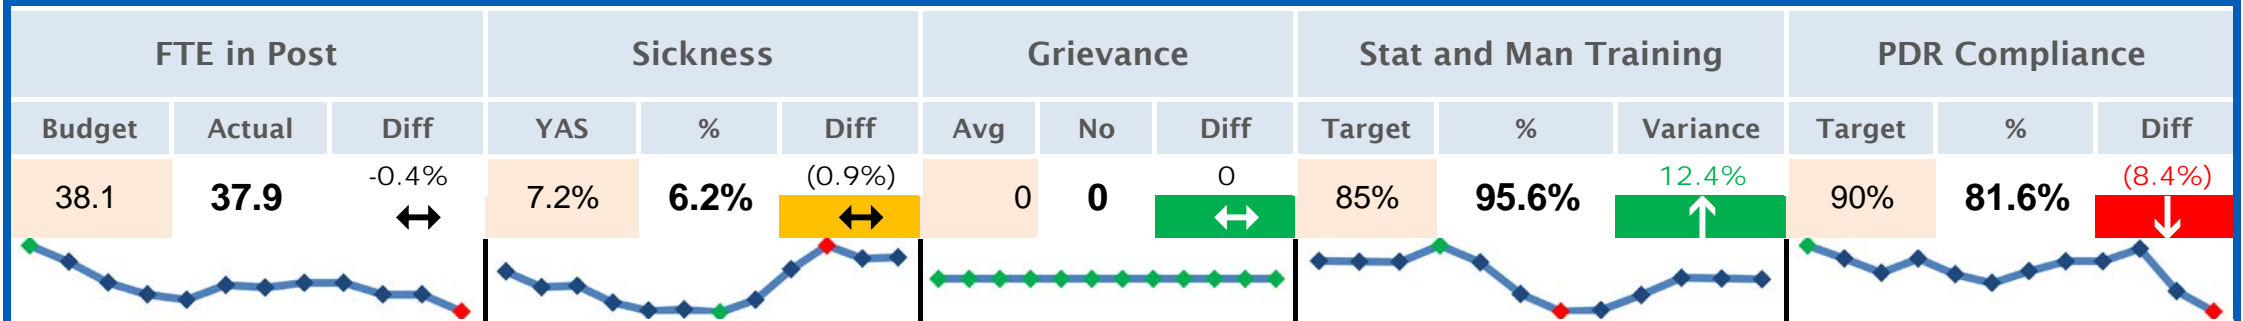 FTE in Post Sickness Grievance Stat and Man Training PDR Compliance
Budget Actual Diff YAS % Diff Avg No Diff Target % Variance Target % Diff
-0.4% (0.9%) 0 12.4% (8.4%)
38.1 37.9 7.2% 6.2% 0 0 85% 95.6% 90% 81.6%